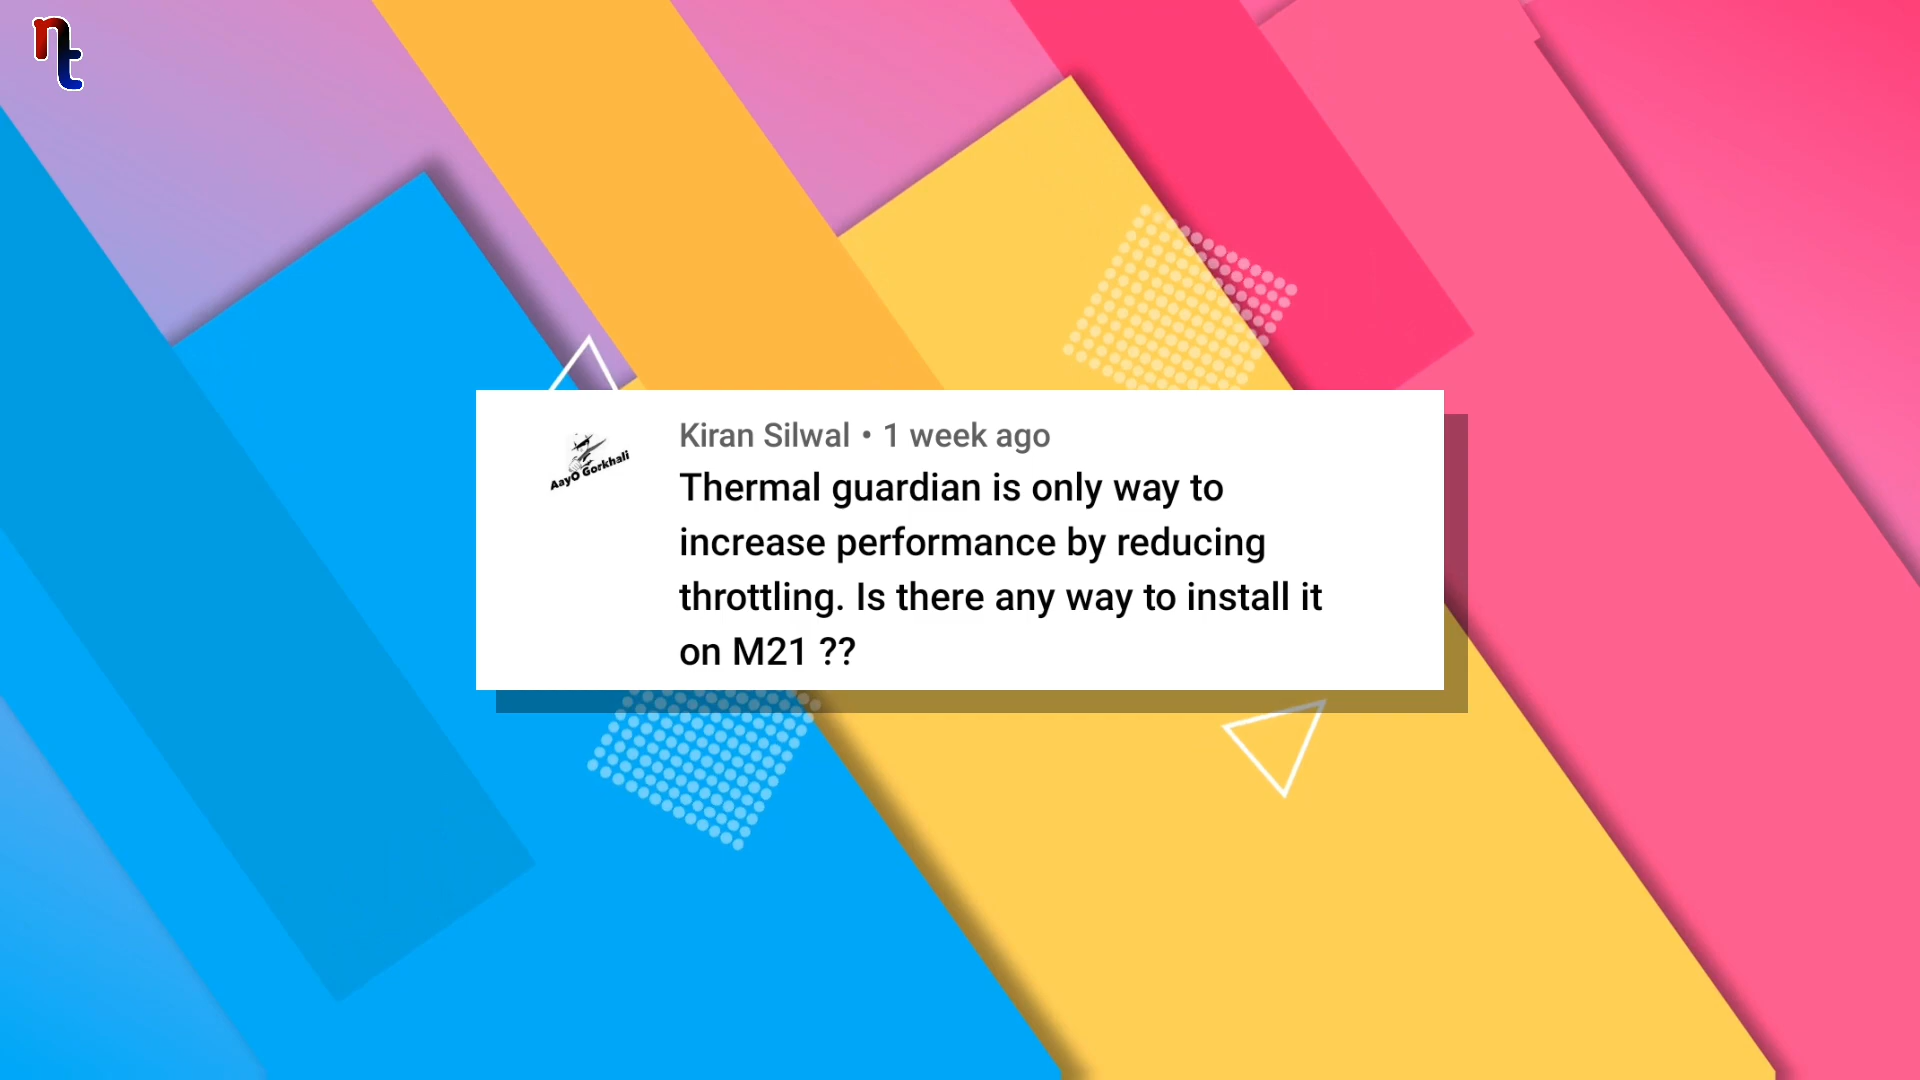 nt
Kiran Silwal • 1 week ago
AayO Gorkhali
Thermal guardian is only way to
increase performance by reducing
throttling. Is there any way to install it
on M21 ??